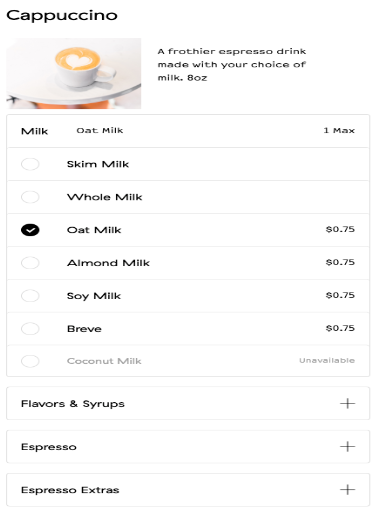 Cappuccino
A frothier espresso drink
made with your choice of
milk. 8oz
Milk Oat Milk 1 Max
Skim Milk
Whole Milk
Oat Milk $0.75
Almond Milk $0.75
Soy Milk $0.75
Breve $0.75
Coconut Milk Unavailable
Flavors & Syrups
Espresso
Espresso Extras